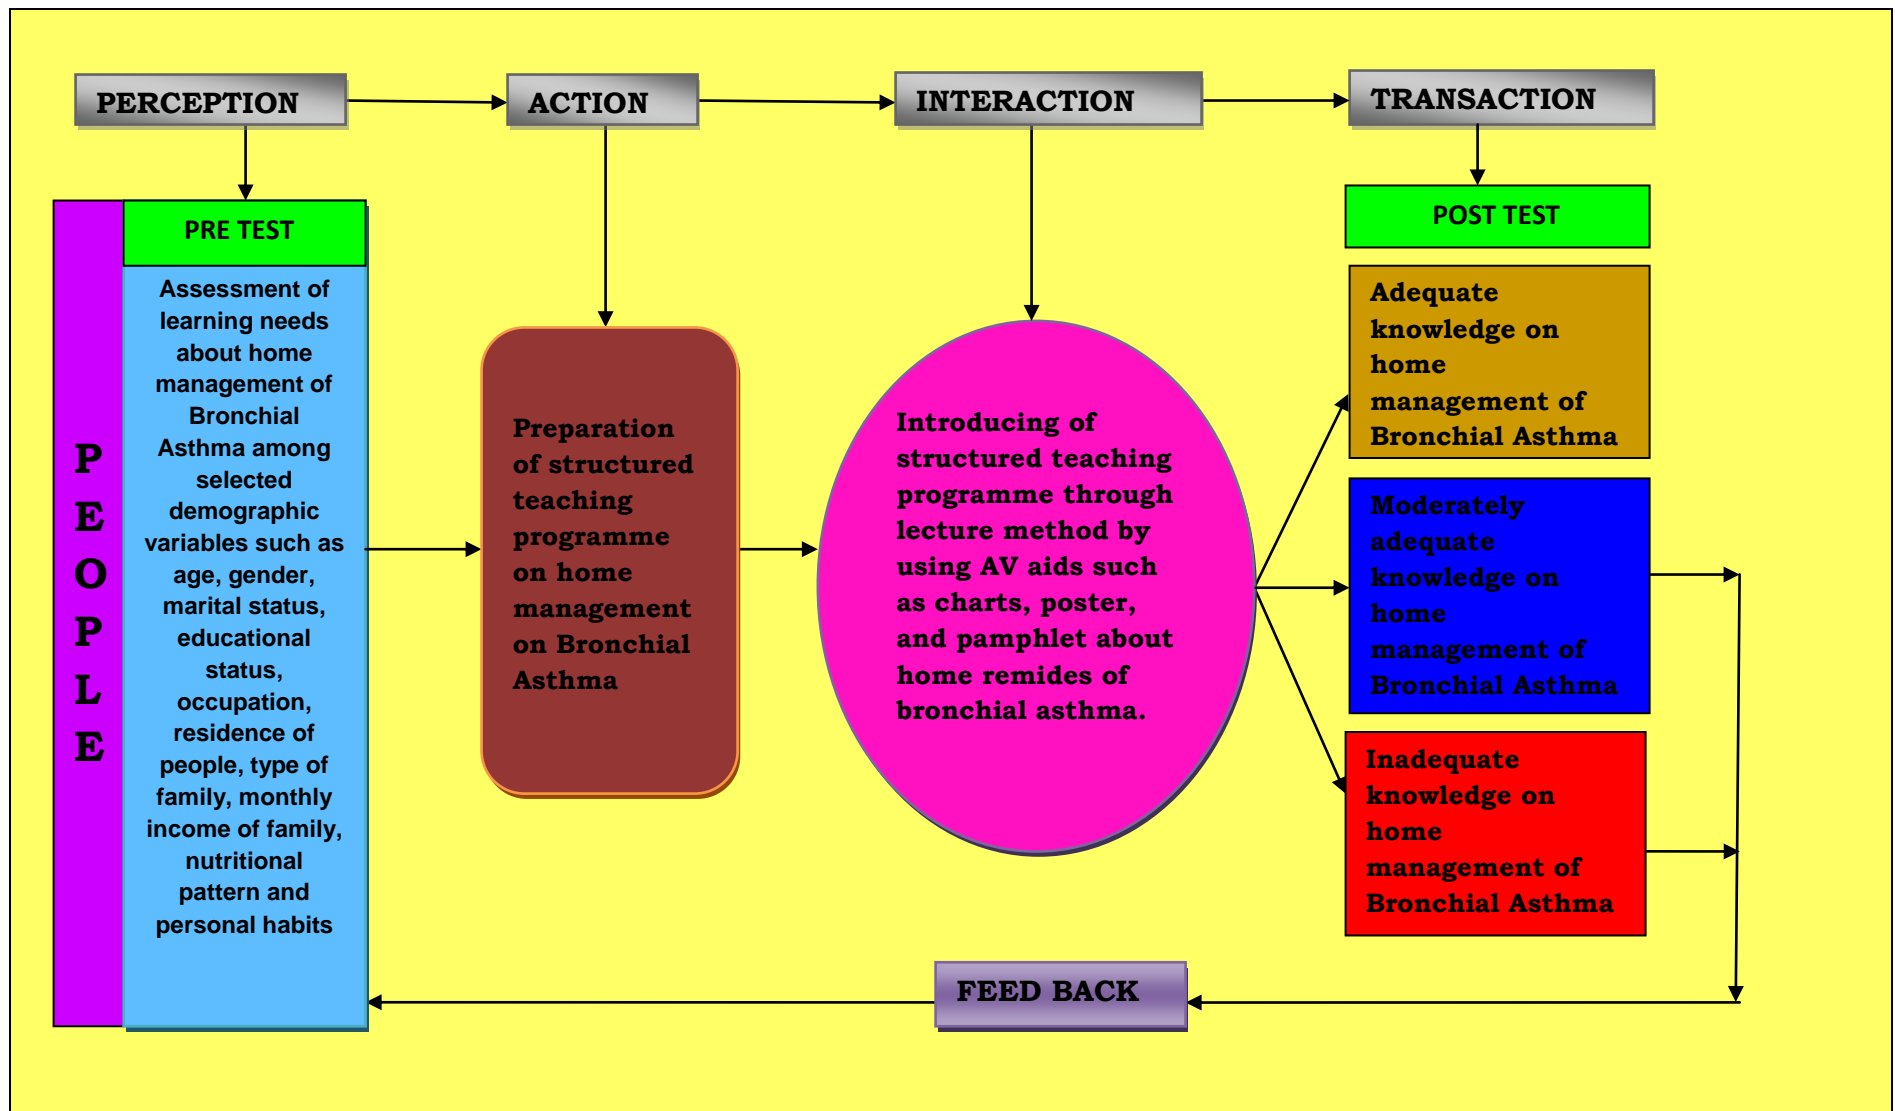 PERCEPTION
ACTION
INTERACTION
TRANSACTION
P
E
O
P
L
E
PRE TEST
Assessment of
learning needs
about home
management of
Bronchial
Asthma among
selected
demographic
variables such as
age, gender,
marital status,
educational
status,
occupation,
residence of
people, type of
family, monthly
income of family,
nutritional
pattern and
personal habits
Preparation
of structured
teaching
programme
on home
management
on Bronchial
Asthma
Introducing of
structured teaching
programme through
lecture method by
using AV aids such
as charts, poster,
and pamphlet about
home remides of
bronchial asthma.
POST TEST
Adequate
knowledge on
home
management of
Bronchial Asthma
Moderately
adequate
knowledge on
home
management of
Bronchial Asthma
Inadequate
knowledge on
home
management of
Bronchial Asthma
FEED BACK